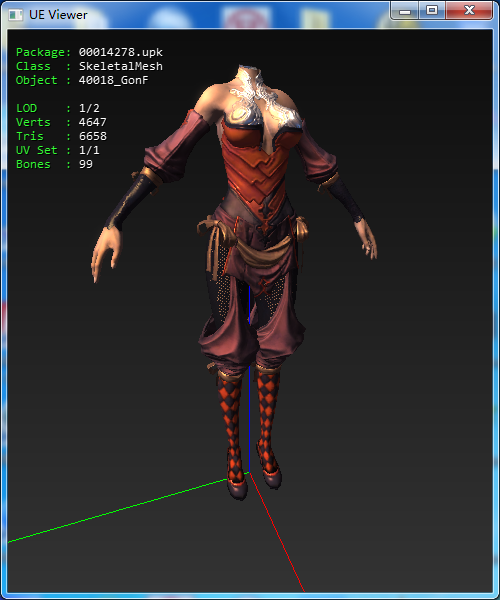 UE Viewer
Package: 00014278.upk
Class : SkeletalMesh
Object : 40018_GonF
LOD : 1/2
Verts : 4647
Tris : 6658
UV Set : 1/1
Bones : 99